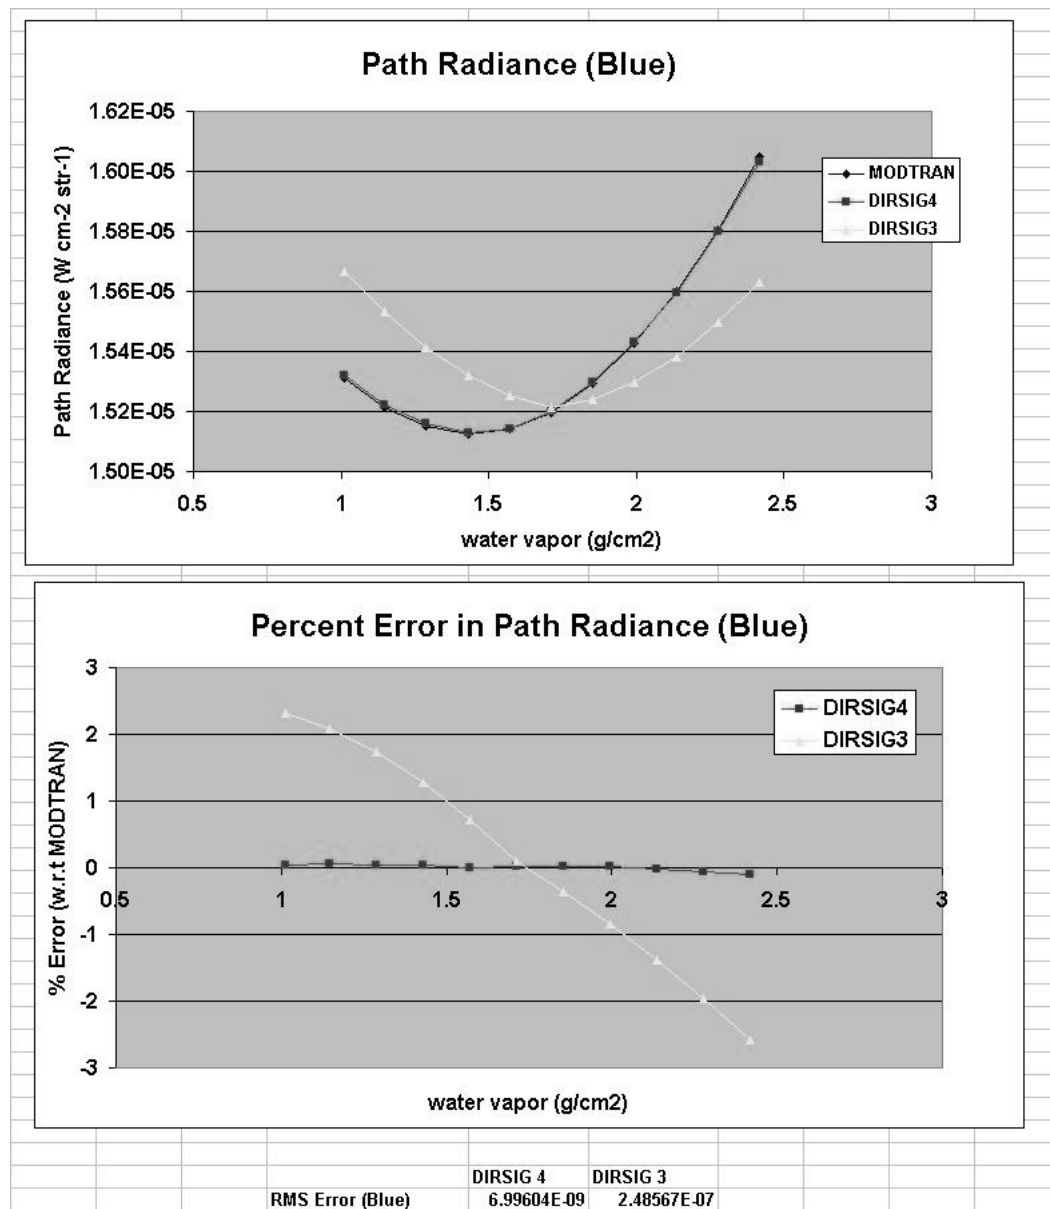 Path Radiance (Blue)
Path Radiance (W cm-2 str-1)
1.62E-05
1.60E-05
1.58E-05
1.56E-05
1.54E-05
1.52E-05
1.50E-05
0.5 1 1.5 2 2.5 3
water vapor (g/cm2)
MODTRAN
DIRSIG4
DIRSIG3
Percent Error in Path Radiance (Blue)
% Error (w.r.t MODTRAN)
3
2
1
0
-1
-2
-3
0.5 1 1.5 2 2.5 3
water vapor (g/cm2)
DIRSIG4
DIRSIG3
DIRSIG 4 DIRSIG 3
RMS Error (Blue) 6.99604E-09 2.48567E-07